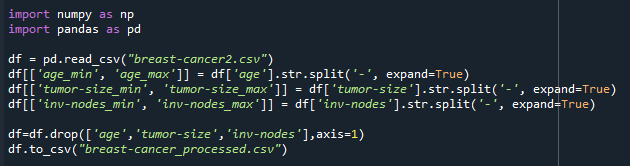 import numpy as np
import pandas as pd
df = pd.read_csv("breast-cancer2.csv")
df[['age_min', 'age_max']] = df['age'].str.split('-', expand=True)
df[['tumor-size_min', 'tumor-size_max']] = df['tumor-size'].str.split('-', expand=True)
df[['inv-nodes_min', 'inv-nodes_max']] = df['inv-nodes'].str.split('-', expand=True)
df=df.drop(['age','tumor-size','inv-nodes'],axis=1)
df.to_csv("breast-cancer_processed.csv")